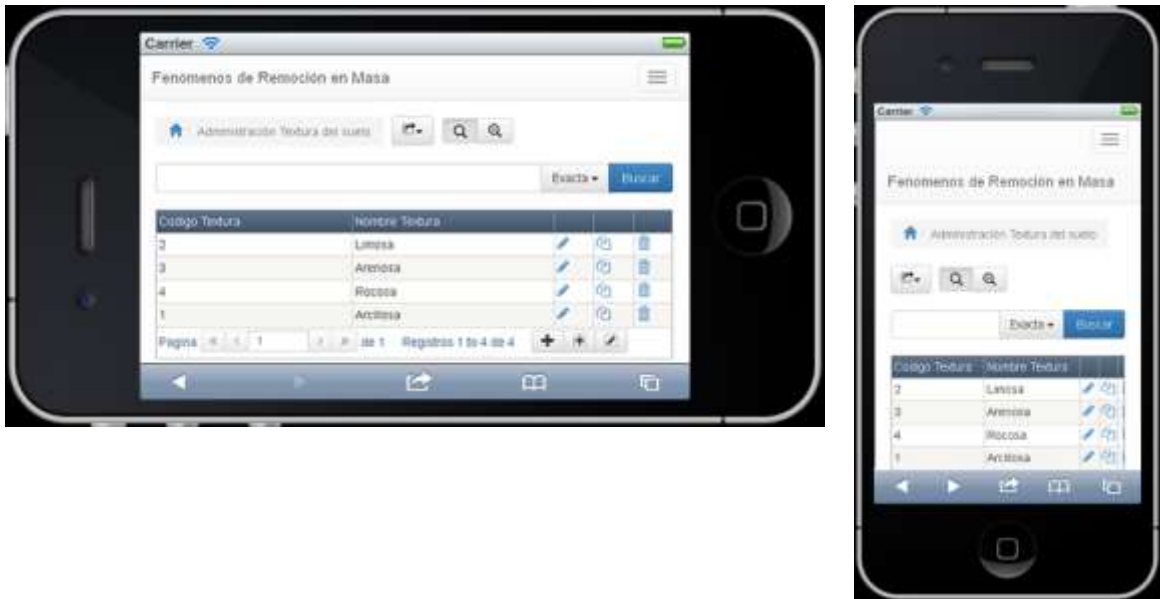 Carrier
Fenomenos de Remoción en Masa
Administración Textura del suelo
Exacta
Buscar
Codigo Textura Nombre Textura
2 Limosa
3 Arenosa
4 Rocosa
1 Arcillosa
Pagina 1 de 1 Registros 1 to 4 de 4
Carrier
Fenomenos de Remoción en Masa
Administración Textura del suelo
Exacta
Buscar
Codigo Textura Nombre Textura
2 Limosa
3 Arenosa
4 Rocosa
1 Arcillosa